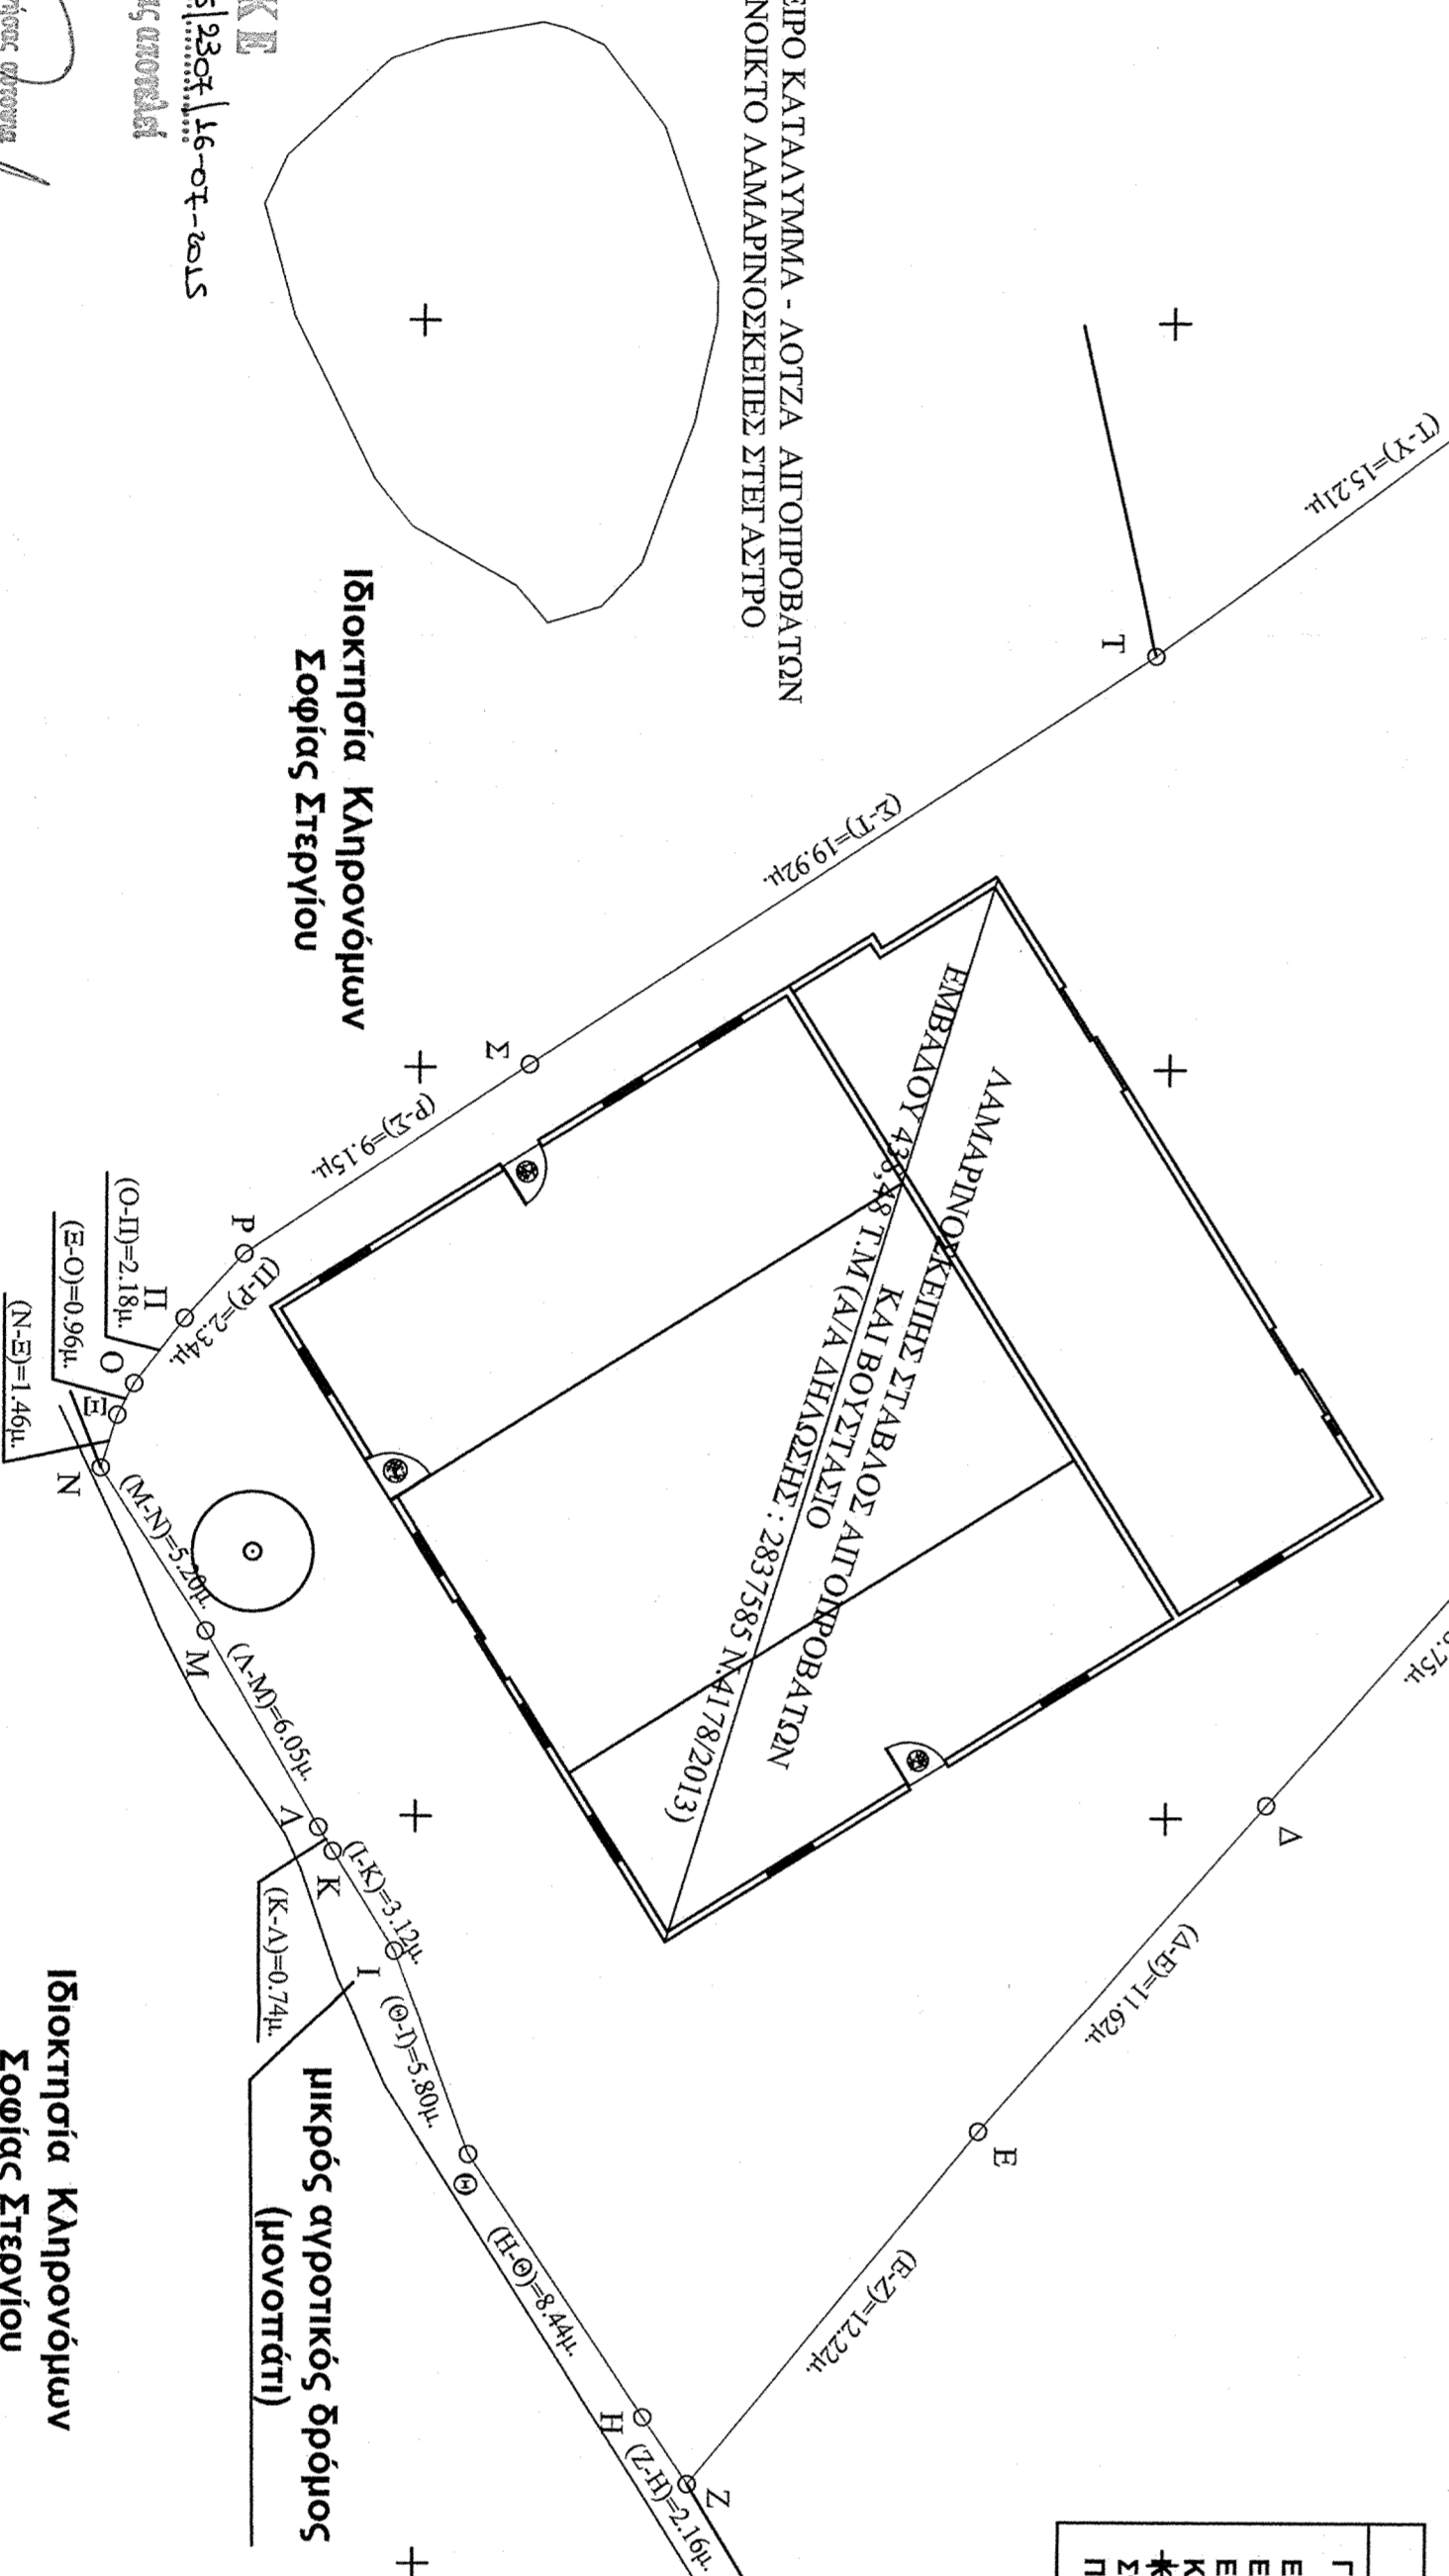 ΚΑΤΑΛΥΜΜΑ - ΛΟΤΖΑ ΑΙΓΟΠΡΟΒΑΤΩΝ
ΛΑΜΑΡΙΝΟΣΚΕΠΕΣ ΣΤΕΓΑΣΤΡΟ
2307/16-07-2015
(Τ-Υ)=15.21μ.
Τ
(Σ-Τ)=19.92μ.
Ιδιοκτησία Κληρονόμων
Σοφίας Στεργίου
Σ
(Ρ-Σ)=9.15μ.
Ρ
(Π-Ρ)=2.34μ.
Π
(Ο-Π)=2.18μ.
Ο
(Ξ-Ο)=0.96μ.
Ξ
(Ν-Ξ)=1.46μ.
Ν
ΛΑΜΑΡΙΝΟΣΚΕΠΗΣ ΣΤΑΒΛΟΣ ΑΙΓΟΠΡΟΒΑΤΩΝ
ΚΑΙ ΒΟΥΣΤΑΣΙΟ
ΕΜΒΑΔΟΥ 438,48 Τ.Μ (Α/Α ΔΗΛΩΣΗΣ : 2837585 Ν.4178/2013)
(Μ-Ν)=5.20μ.
Μ
(Λ-Μ)=6.05μ.
Λ
(Κ-Λ)=0.74μ.
Κ
(Ι-Κ)=3.12μ.
Ι
(Θ-Ι)=5.80μ.
Θ
(Η-Θ)=8.44μ.
Η
(Ζ-Η)=2.16μ.
Ζ
(Ε-Ζ)=12.22μ.
Ε
(Δ-Ε)=11.62μ.
Δ
μικρός αγροτικός δρόμος
(μονοπάτι)
Ιδιοκτησία Κληρονόμων
Σοφίας Στεργίου